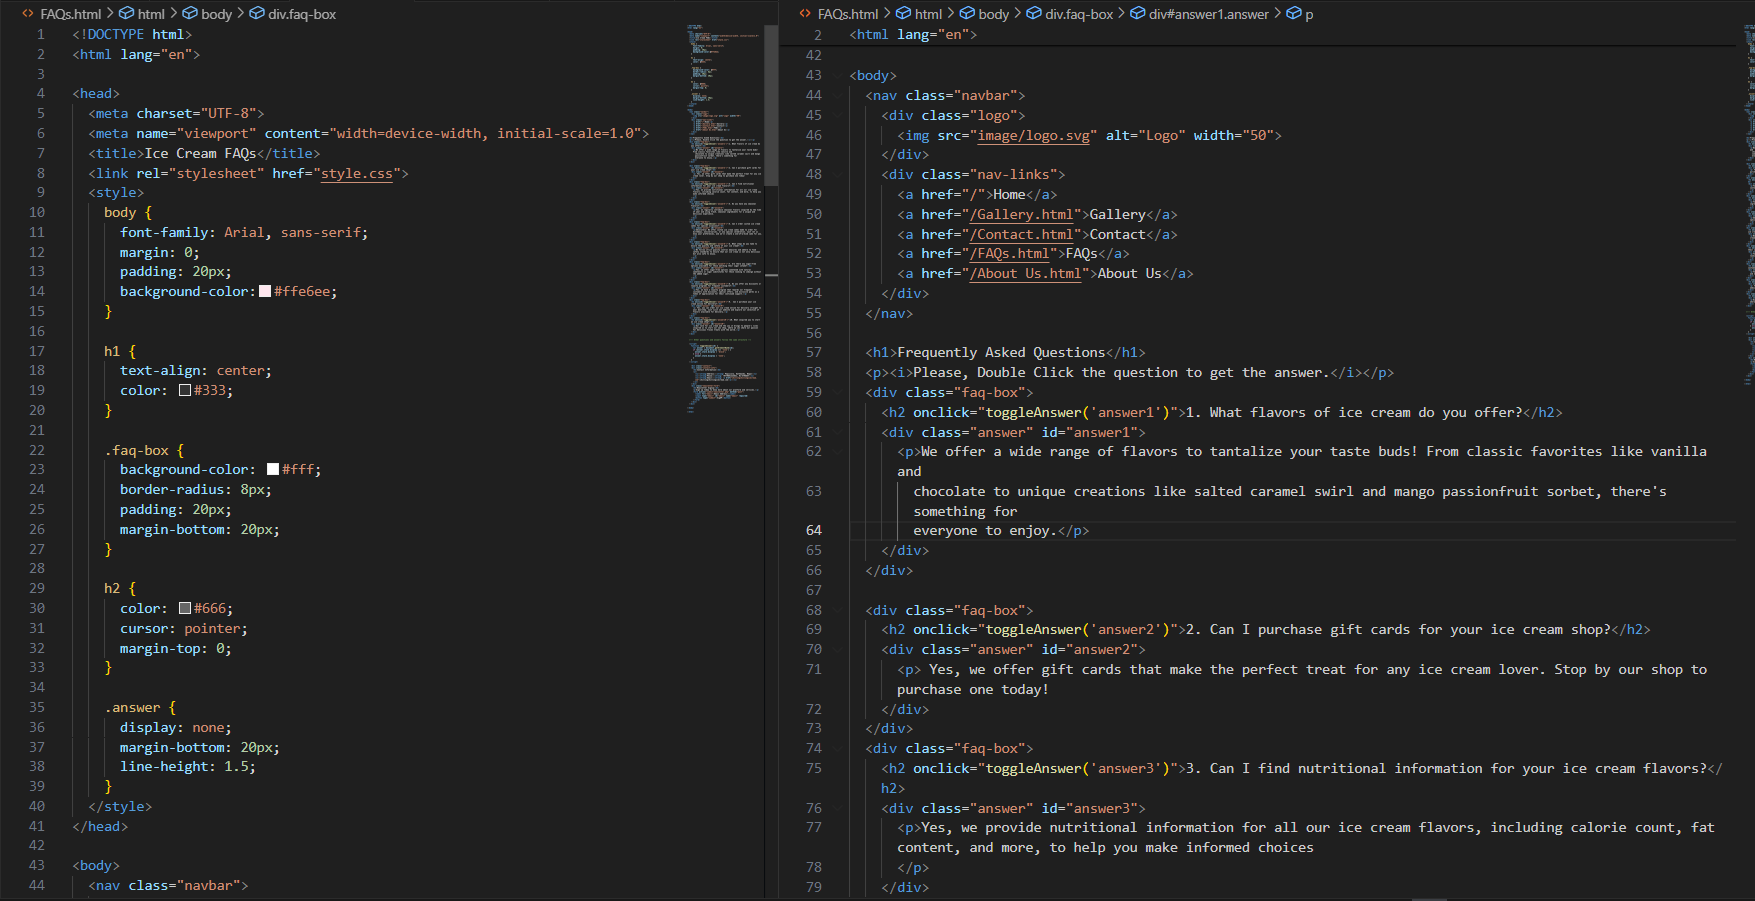 FAQs.html > html > body > div.faq-box
1 <!DOCTYPE html>
2 <html lang="en">
3
4 <head>
5 <meta charset="UTF-8">
6 <meta name="viewport" content="width=device-width, initial-scale=1.0">
7 <title>Ice Cream FAQs</title>
8 <link rel="stylesheet" href="style.css">
9 <style>
10 body {
11 font-family: Arial, sans-serif;
12 margin: 0;
13 padding: 20px;
14 background-color: #ffe6ee;
15 }
16
17 h1 {
18 text-align: center;
19 color: #333;
20 }
21
22 .faq-box {
23 background-color: #fff;
24 border-radius: 8px;
25 padding: 20px;
26 margin-bottom: 20px;
27 }
28
29 h2 {
30 color: #666;
31 cursor: pointer;
32 margin-top: 0;
33 }
34
35 .answer {
36 display: none;
37 margin-bottom: 20px;
38 line-height: 1.5;
39 }
40 </style>
41 </head>
42
43 <body>
44 <nav class="navbar">
FAQs.html > html > body > div.faq-box > div#answer1.answer > p
2 <html lang="en">
42
43 <body>
44 <nav class="navbar">
45 <div class="logo">
46 <img src="image/logo.svg" alt="Logo" width="50">
47 </div>
48 <div class="nav-links">
49 <a href="/">Home</a>
50 <a href="/Gallery.html">Gallery</a>
51 <a href="/Contact.html">Contact</a>
52 <a href="/FAQs.html">FAQs</a>
53 <a href="/About Us.html">About Us</a>
54 </div>
55 </nav>
56
57 <h1>Frequently Asked Questions</h1>
58 <p><i>Please, Double Click the question to get the answer.</i></p>
59 <div class="faq-box">
60 <h2 onclick="toggleAnswer('answer1')">1. What flavors of ice cream do you offer?</h2>
61 <div class="answer" id="answer1">
62 <p>We offer a wide range of flavors to tantalize your taste buds! From classic favorites like vanilla
and
63 chocolate to unique creations like salted caramel swirl and mango passionfruit sorbet, there's
something for
64 everyone to enjoy.</p>
65 </div>
66 </div>
67
68 <div class="faq-box">
69 <h2 onclick="toggleAnswer('answer2')">2. Can I purchase gift cards for your ice cream shop?</h2>
70 <div class="answer" id="answer2">
71 <p> Yes, we offer gift cards that make the perfect treat for any ice cream lover. Stop by our shop to
purchase one today!
72 </div>
73 </div>
74 <div class="faq-box">
75 <h2 onclick="toggleAnswer('answer3')">3. Can I find nutritional information for your ice cream flavors?</
h2>
76 <div class="answer" id="answer3">
77 <p>Yes, we provide nutritional information for all our ice cream flavors, including calorie count, fat
content, and more, to help you make informed choices
78 </p>
79 </div>